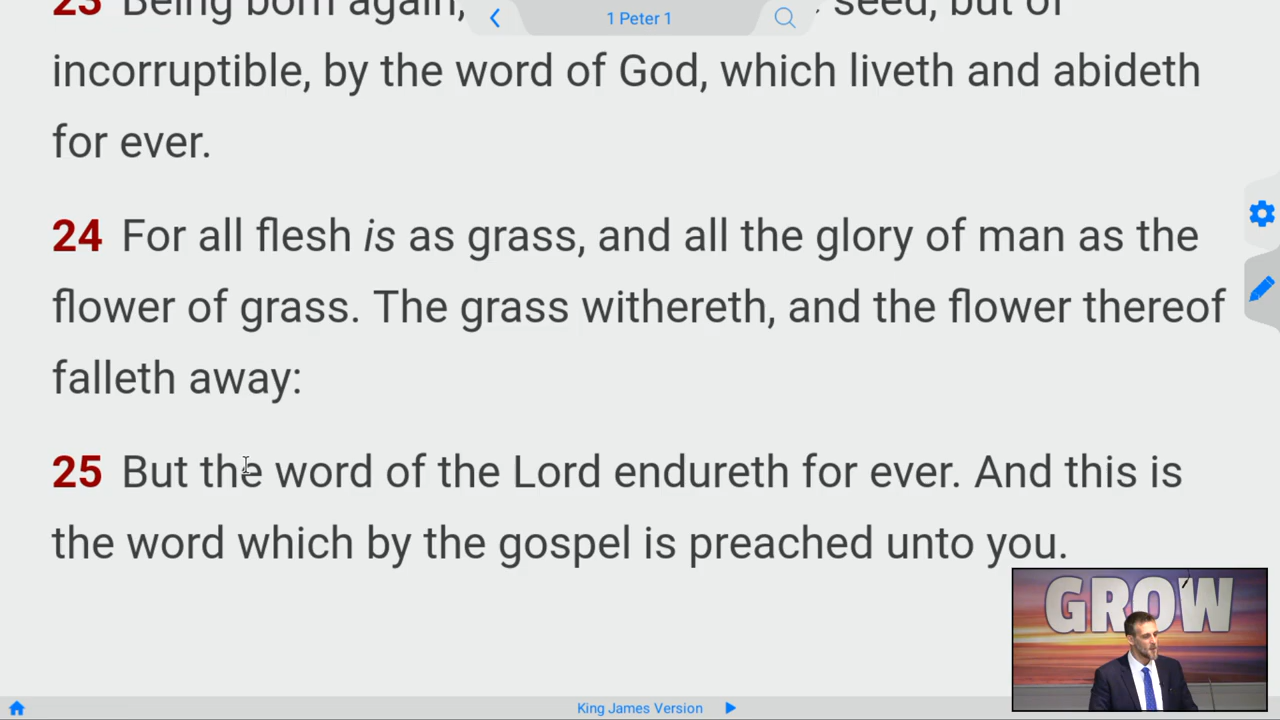 1 Peter 1
23 Being born again, seed, but of
incorruptible, by the word of God, which liveth and abideth
for ever.
24 For all flesh is as grass, and all the glory of man as the
flower of grass. The grass withereth, and the flower thereof
falleth away:
25 But the word of the Lord endureth for ever. And this is
the word which by the gospel is preached unto you.
GROW
King James Version